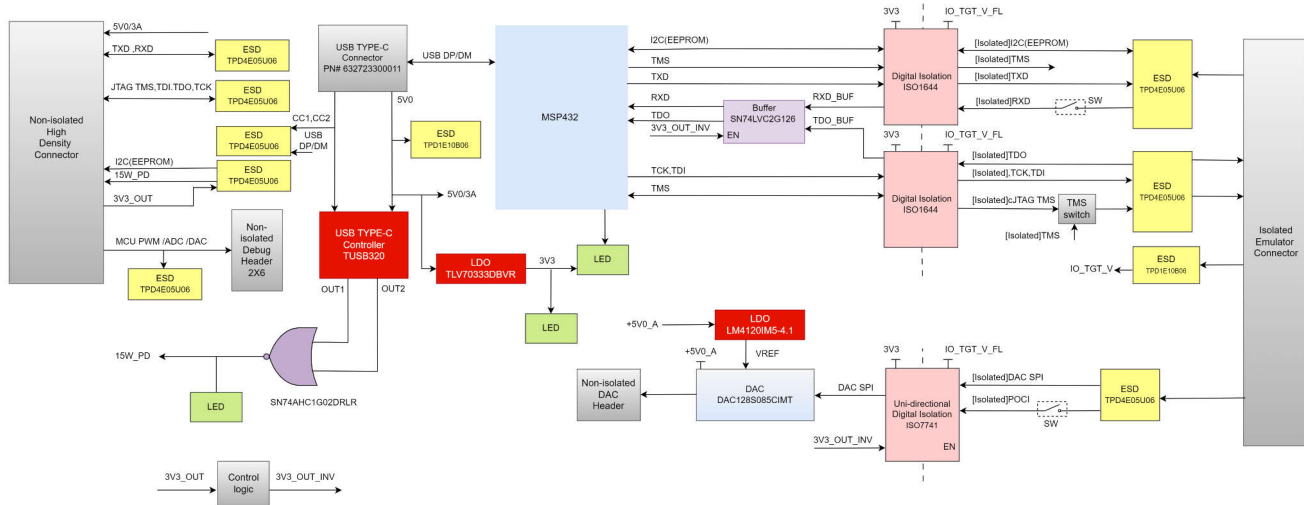 5V0/3A
TXD ,RXD
ESD
TPD4E05U06
JTAG TMS,TDI.TDO,TCK
ESD
TPD4E05U06
Non-isolated
High
Density
Connector
CC1,CC2
USB
DP/DM
ESD
TPD4E05U06
I2C(EEPROM)
15W_PD
3V3_OUT
ESD
TPD4E05U06
MCU PWM /ADC /DAC
ESD
TPD4E05U06
Non-
isolated
Debug
Header
2X6
USB TYPE-C
Connector
PN# 632723300011
USB DP/DM
5V0
ESD
TPD1E10B06
5V0/3A
USB TYPE-C
Controller
TUSB320
OUT1
OUT2
LDO
TLV70333DBVR
3V3
LED
LED
15W_PD
LED
SN74AHC1G02DRLR
3V3_OUT
Control
logic
3V3_OUT_INV
MSP432
I2C(EEPROM)
TMS
TXD
RXD
TDO
3V3_OUT_INV
Buffer
SN74LVC2G126
EN
RXD_BUF
TDO_BUF
TCK,TDI
TMS
3V3
IO_TGT_V_FL
Digital Isolation
ISO1644
[Isolated]I2C(EEPROM)
[Isolated]TMS
[Isolated]TXD
[Isolated]RXD
SW
ESD
TPD4E05U06
3V3
IO_TGT_V_FL
Digital Isolation
ISO1644
[Isolated]TDO
[Isolated],TCK,TDI
[Isolated]cJTAG TMS
TMS
switch
[Isolated]TMS
ESD
TPD4E05U06
IO_TGT_V
ESD
TPD1E10B06
Isolated
Emulator
Connector
+5V0_A
LDO
LM4120IM5-4.1
VREF
+5V0_A
Non-isolated
DAC
Header
DAC
DAC128S085CIMT
DAC SPI
3V3_OUT_INV
3V3
IO_TGT_V_FL
Uni-directional
Digital Isolation
ISO7741
EN
[Isolated]DAC SPI
[Isolated]POCI
SW
ESD
TPD4E05U06